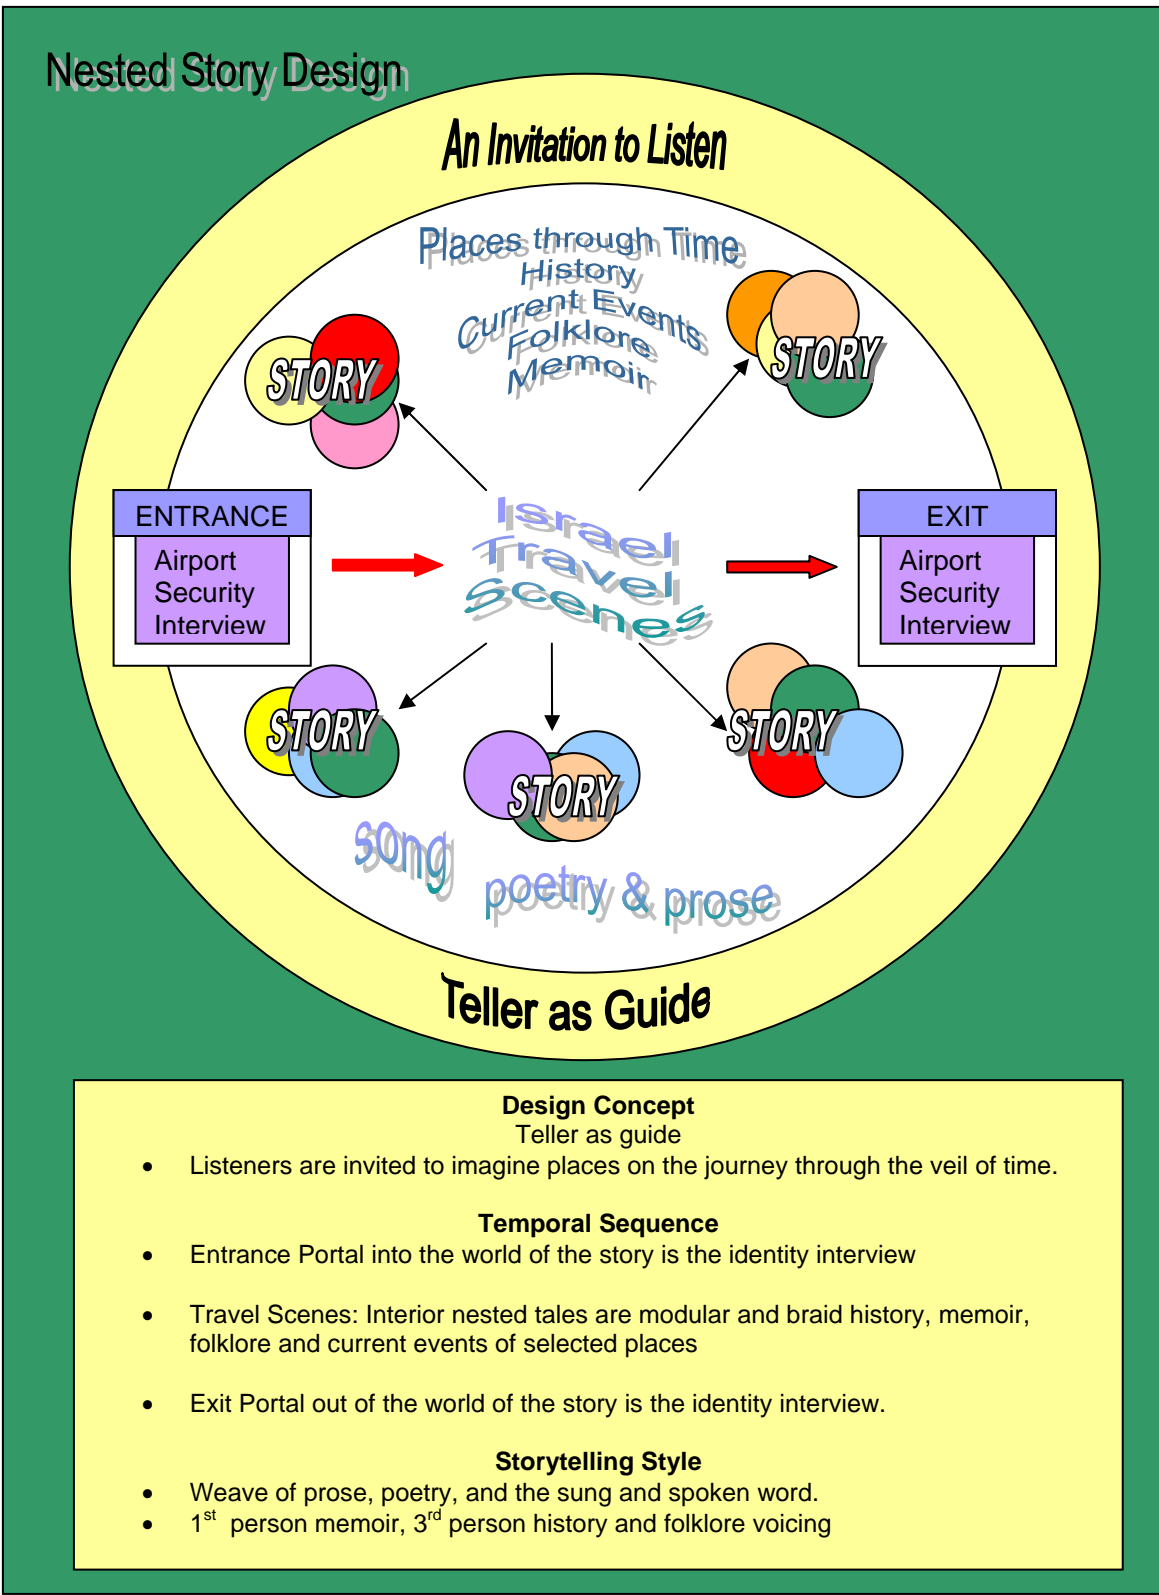 Nested Story Design
An Invitation to Listen
Places through Time
History
Current Events
Folklore
Memoir
STORY
STORY
ENTRANCE
Airport
Security
Interview
Israel
Travel
Scenes
EXIT
Airport
Security
Interview
STORY
STORY
STORY
song
poetry & prose
Teller as Guide
Design Concept
Teller as guide
• Listeners are invited to imagine places on the journey through the veil of time.
Temporal Sequence
• Entrance Portal into the world of the story is the identity interview
• Travel Scenes: Interior nested tales are modular and braid history, memoir,
folklore and current events of selected places
• Exit Portal out of the world of the story is the identity interview.
Storytelling Style
• Weave of prose, poetry, and the sung and spoken word.
• 1st person memoir, 3rd person history and folklore voicing